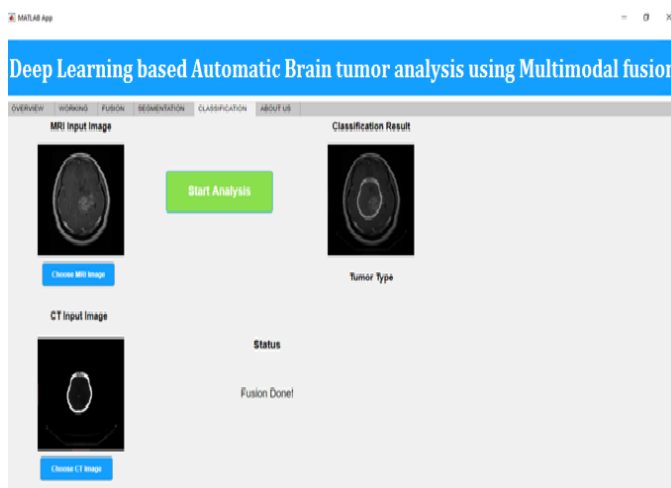 MATLAB App
Deep Learning based Automatic Brain tumor analysis using Multimodal fusion
OVERVIEW WORKING FUSION SEGMENTATION CLASSIFICATION ABOUT US
MRI Input Image
Classification Result
Start Analysis
Choose MRI Image
Tumor Type
CT Input Image
Status
Fusion Done!
Choose CT Image